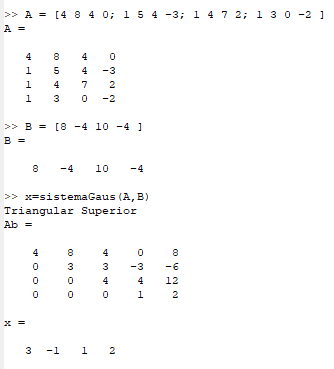 >> A = [4 8 4 0; 1 5 4 -3; 1 4 7 2; 1 3 0 -2 ]
A =
4 8 4 0
1 5 4 -3
1 4 7 2
1 3 0 -2
>> B = [8 -4 10 -4 ]
B =
8 -4 10 -4
>> x=sistemaGaus(A,B)
Triangular Superior
Ab =
4 8 4 0 8
0 3 3 -3 -6
0 0 4 4 12
0 0 0 1 2
x =
3 -1 1 2